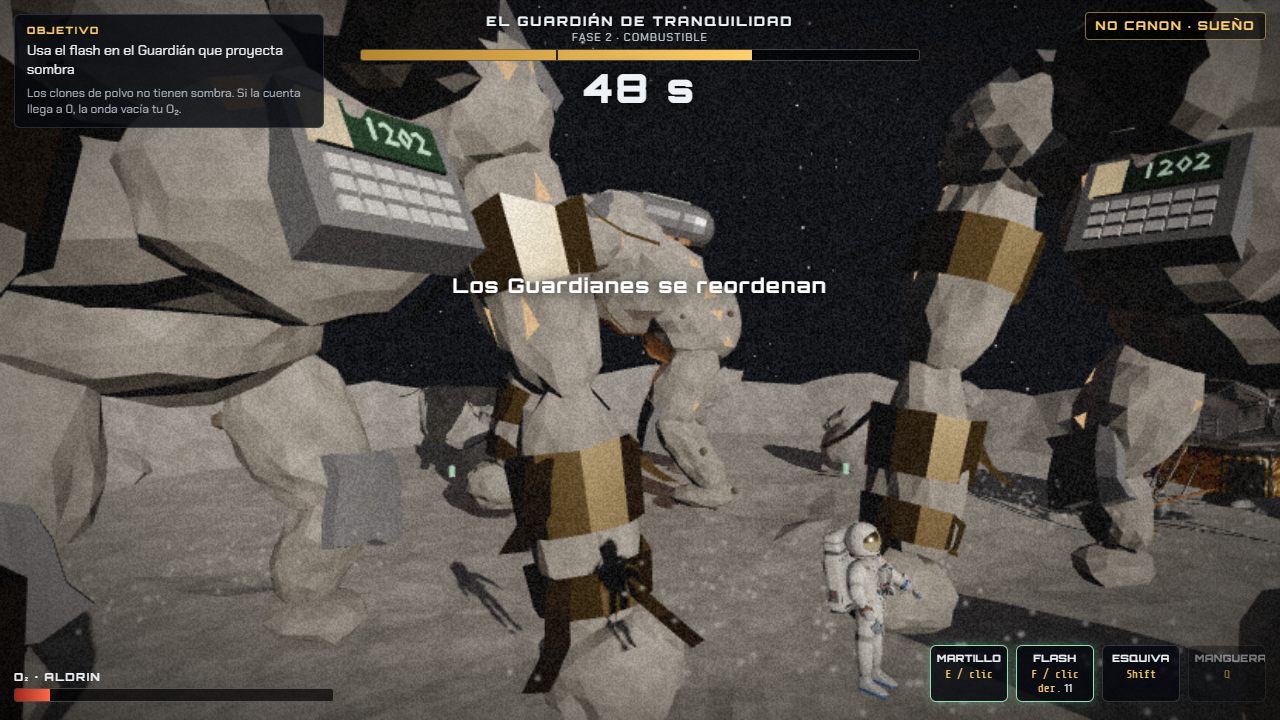 OBJETIVO
Usa el flash en el Guardián que proyecta
sombra
Los clones de polvo no tienen sombra. Si la cuenta
llega a 0, la onda vacía tu O₂.
EL GUARDIÁN DE TRANQUILIDAD
FASE 2 · COMBUSTIBLE
48 s
NO CANON · SUEÑO
1202
1202
Los Guardianes se reordenan
O₂ · ALDRIN
MARTILLO
E / clic
FLASH
F / clic
der. 11
ESQUIVA
Shift
MANGUERA
Q